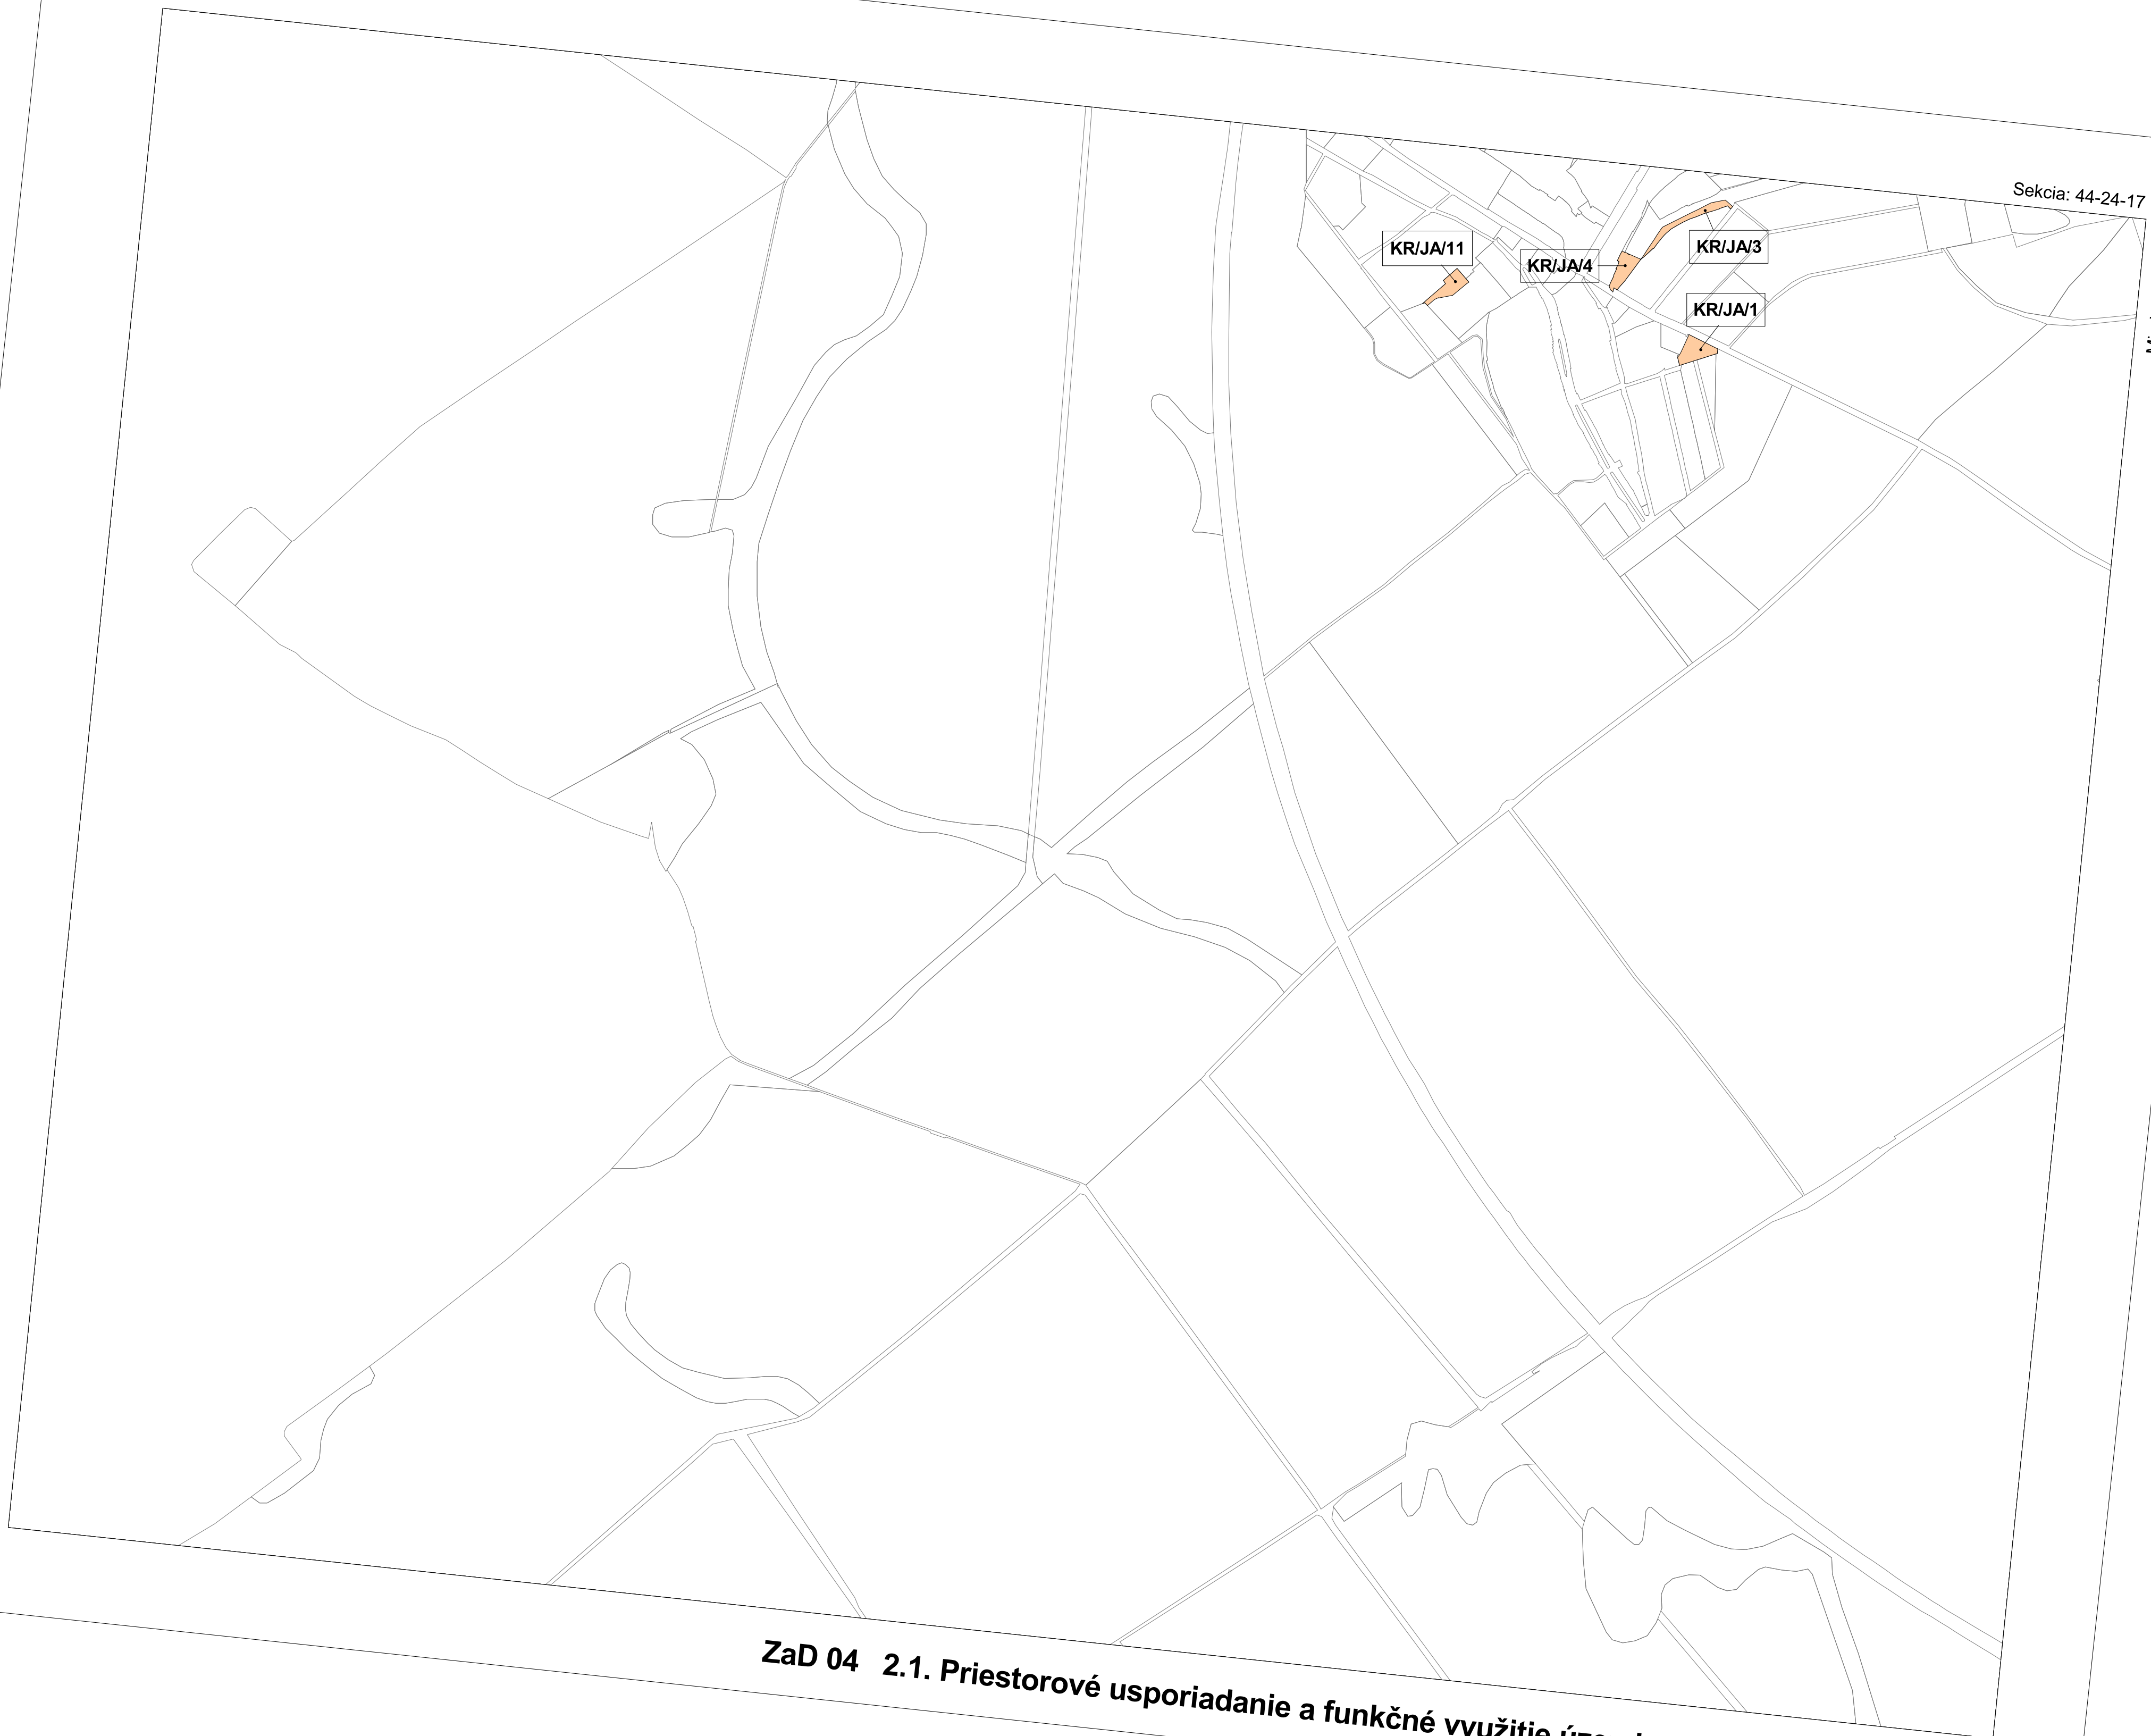 Sekcia: 44-24-17
KR/JA/11
KR/JA/4
KR/JA/3
KR/JA/1
ZaD 04 2.1. Priestorové usporiadanie a funkčné využitie